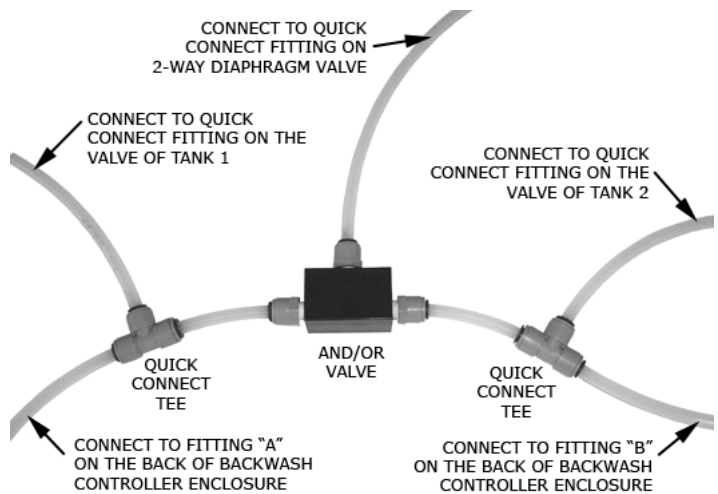 CONNECT TO QUICK
CONNECT FITTING ON
2-WAY DIAPHRAGM VALVE
CONNECT TO QUICK
CONNECT FITTING ON THE
VALVE OF TANK 1
CONNECT TO QUICK
CONNECT FITTING ON THE
VALVE OF TANK 2
AND/OR
VALVE
QUICK
CONNECT
TEE
QUICK
CONNECT
TEE
CONNECT TO FITTING “A”
ON THE BACK OF BACKWASH
CONTROLLER ENCLOSURE
CONNECT TO FITTING “B”
ON THE BACK OF BACKWASH
CONTROLLER ENCLOSURE